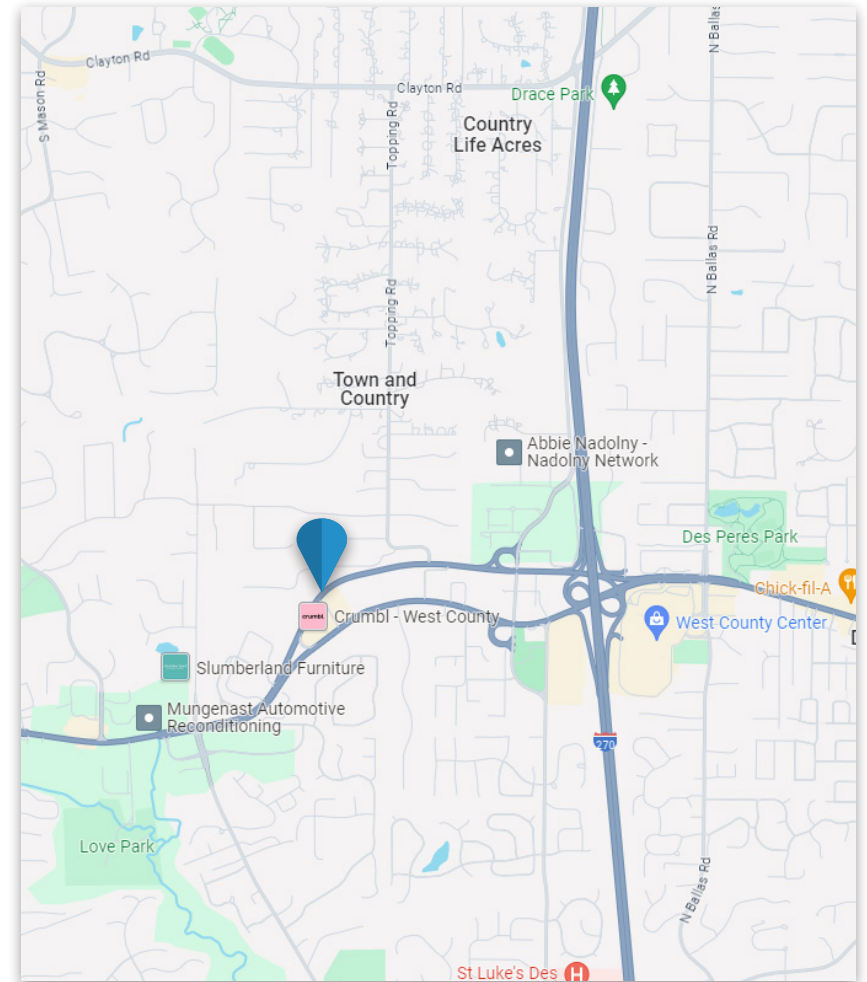 N Ballas
Clayton Rd
S Mason Rd
Clayton Rd
Drace Park
Topping Rd
Country
Life Acres
N Ballas Rd
Topping Rd
Town and
Country
Abbie Nadolny -
Nadolny Network
Des Peres Park
Chick-fil-A
crumbl
Crumbl - West County
West County Center
D
Slumberland Furniture
Mungenast Automotive
Reconditioning
270
Love Park
N Ballas Rd
St Luke's Des
H